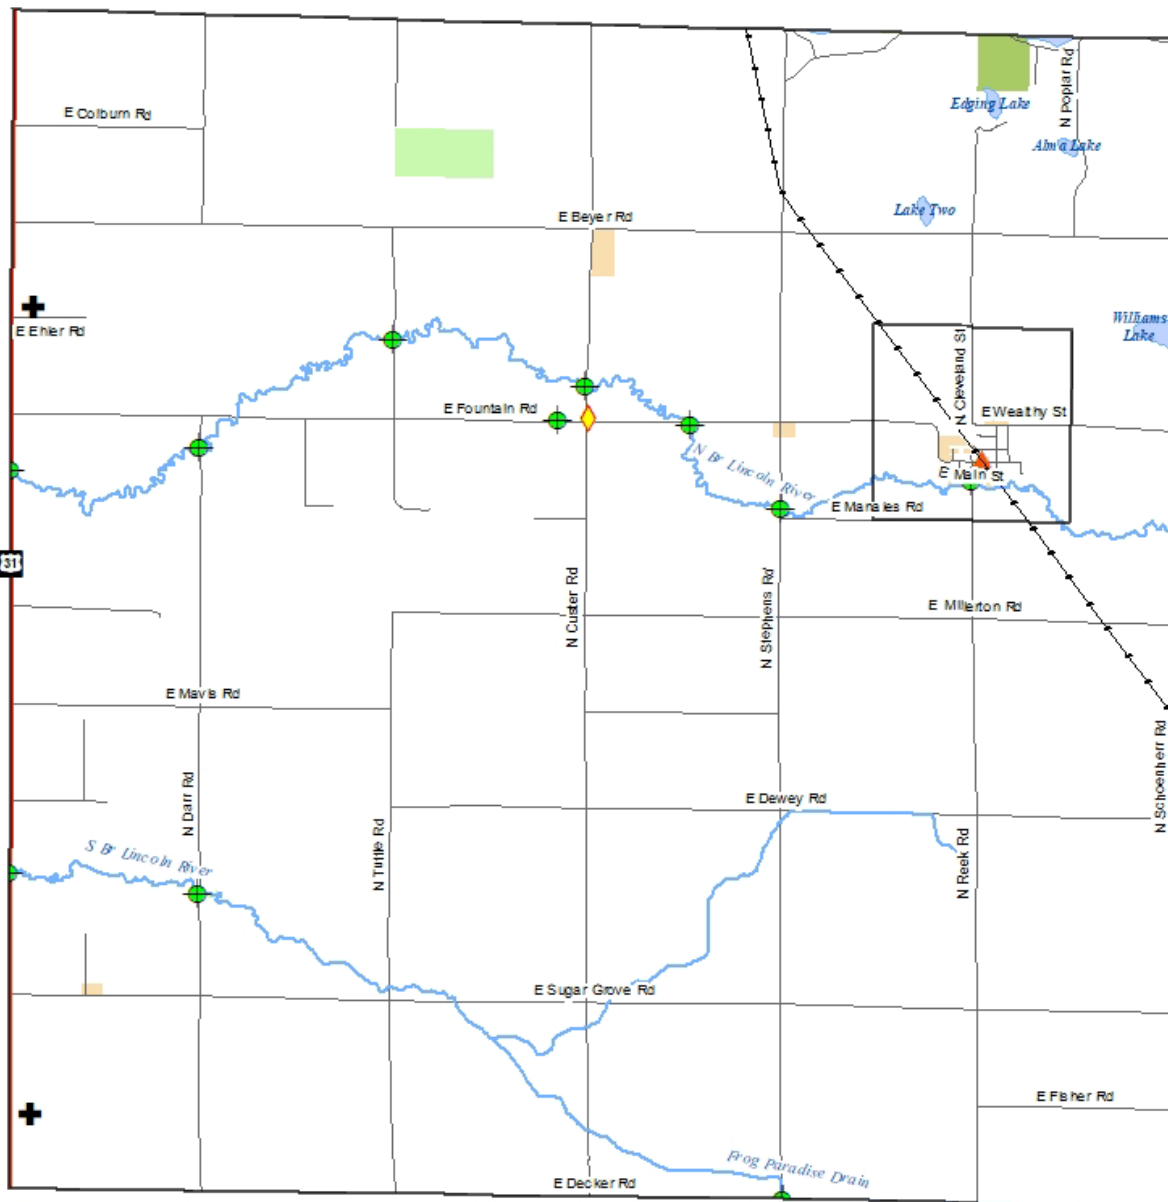 E Colburn Rd
N Poplar Rd
Edging Lake
Alma Lake
Lake Two
E Beyer Rd
E Ehler Rd
Williams
Lake
N Cleveland St
E Fountain Rd
E Wealthy St
N Br Lincoln River
E Main St
E Manales Rd
31
N Custer Rd
N Stephens Rd
E Millerton Rd
E Mavis Rd
N Darr Rd
N Schoenherr Rd
E Dewey Rd
S Br Lincoln River
N Tuttle Rd
N Reek Rd
E Sugar Grove Rd
E Fisher Rd
Frog Paradise Drain
E Decker Rd